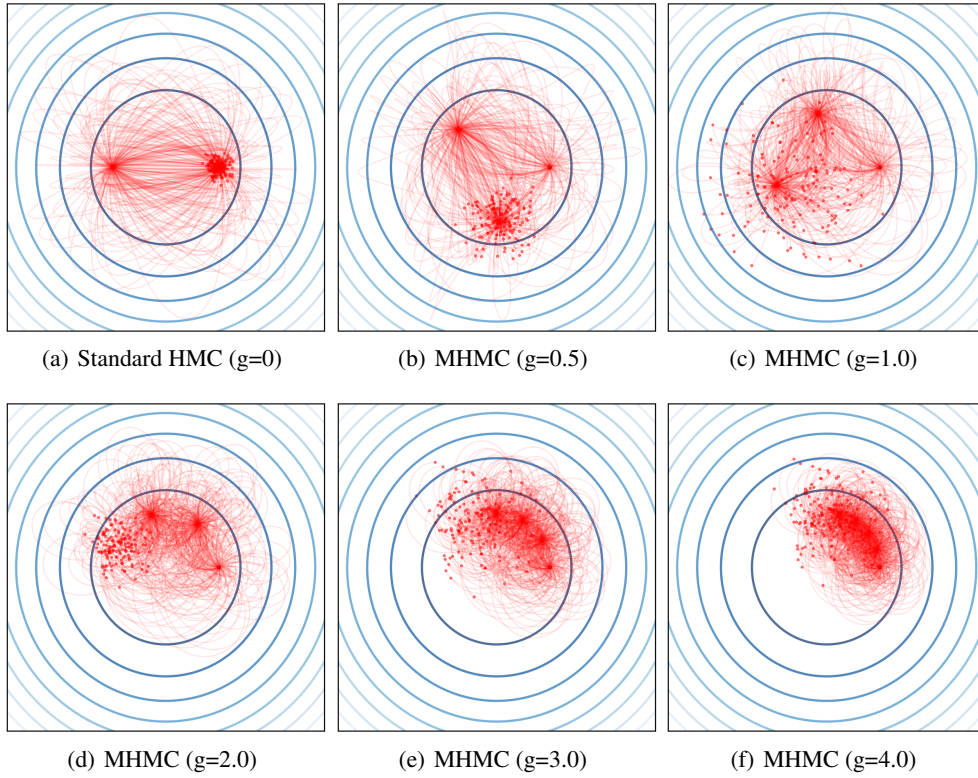 (a) Standard HMC (g=0)
(b) MHMC (g=0.5)
(c) MHMC (g=1.0)
(d) MHMC (g=2.0)
(e) MHMC (g=3.0)
(f) MHMC (g=4.0)